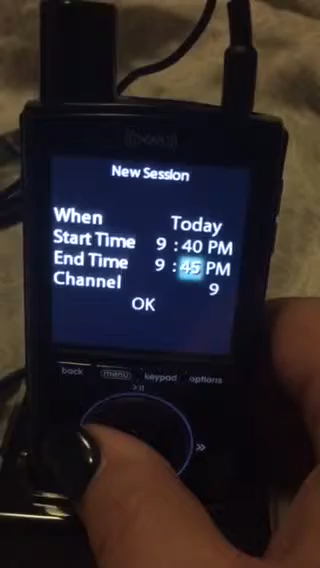 New Session
When Today
Start Time 9 : 40 PM
End Time 9 : 45 PM
Channel 9
OK
back menu keypad options
>II
»